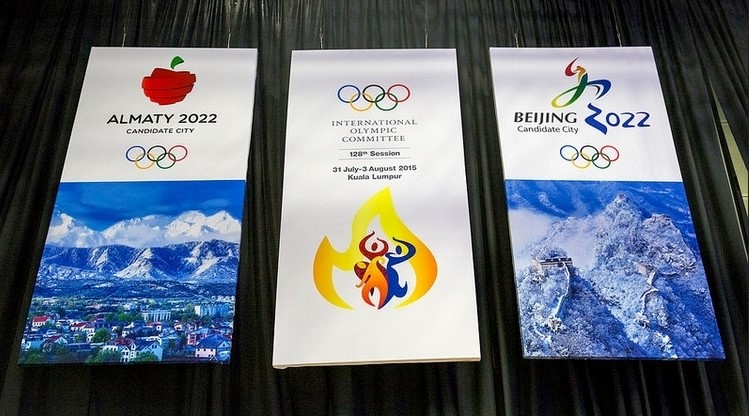 ALMATY 2022
CANDIDATE CITY
INTERNATIONAL
OLYMPIC
COMMITTEE
128th Session
31 July-3 August 2015
Kuala Lumpur
BEIJING 2022
Candidate City